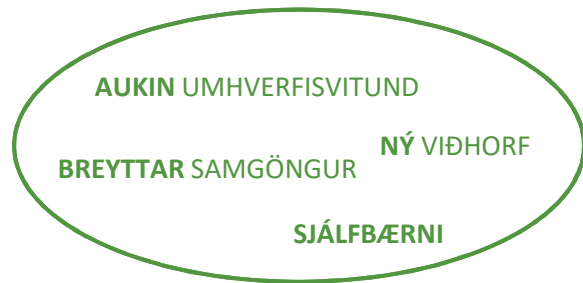 AUKIN UMHVERFISVITUND
NÝ VIÐHORF
BREYTTAR SAMGÖNGUR
SJÁLFBÆRNI